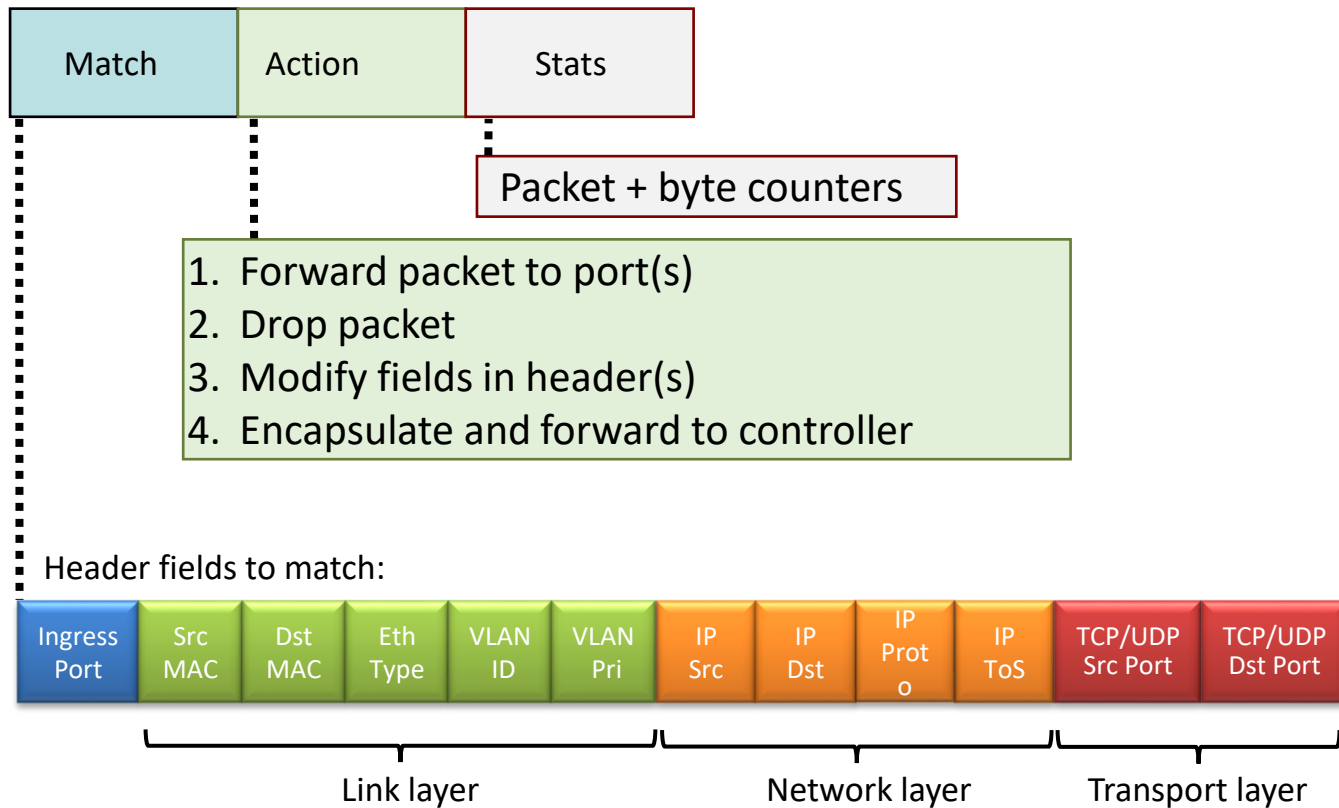 Match
Action
Stats
Packet + byte counters
1. Forward packet to port(s)
2. Drop packet
3. Modify fields in header(s)
4. Encapsulate and forward to controller
Header fields to match:
Ingress
Port
Src
MAC
Dst
MAC
Eth
Type
VLAN
ID
VLAN
Pri
IP
Src
IP
Dst
IP
Prot
o
IP
ToS
TCP/UDP
Src Port
TCP/UDP
Dst Port
Link layer
Network layer
Transport layer